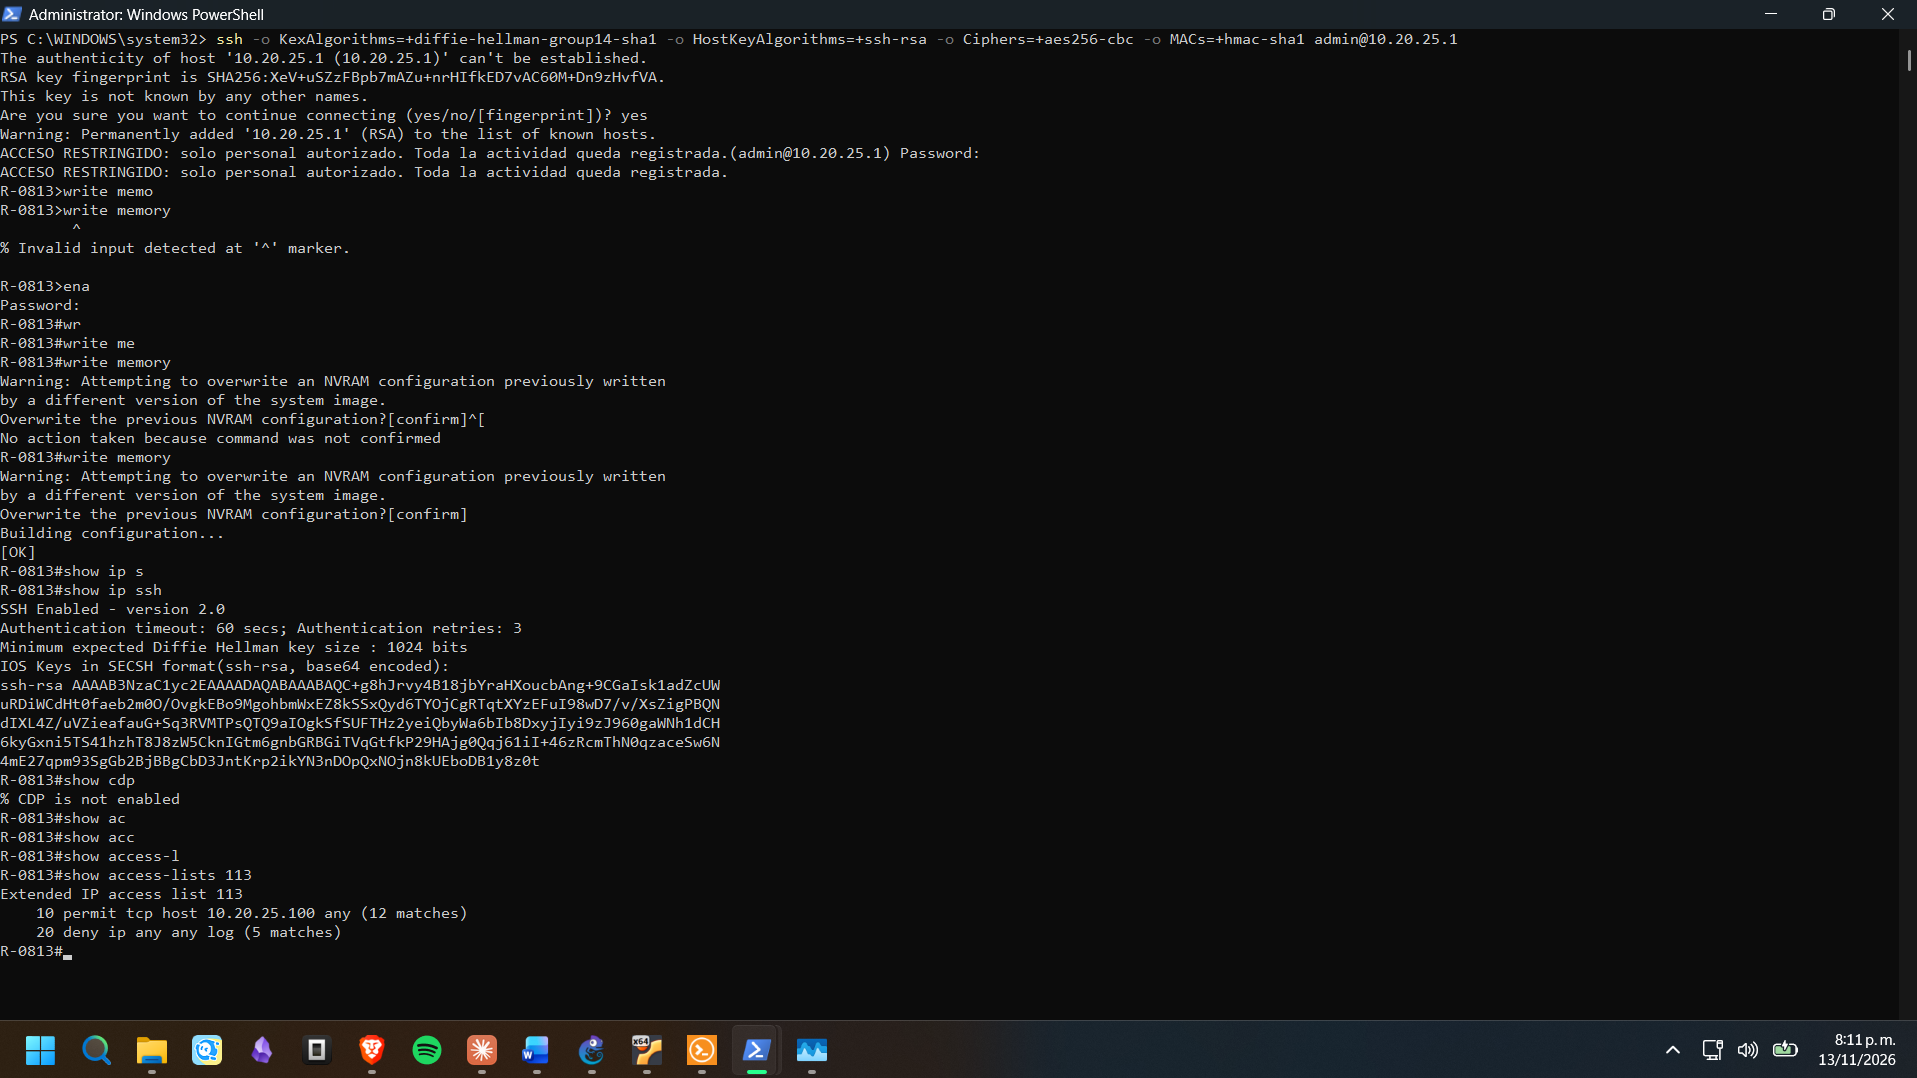 Administrator: Windows PowerShell
PS C:\WINDOWS\system32> ssh -o KexAlgorithms=+diffie-hellman-group14-sha1 -o HostKeyAlgorithms=+ssh-rsa -o Ciphers=+aes256-cbc -o MACs=+hmac-sha1 admin@10.20.25.1
The authenticity of host '10.20.25.1 (10.20.25.1)' can't be established.
RSA key fingerprint is SHA256:XeV+uSZzFBpb7mAZu+nrHIfkED7vAC60M+Dn9zHvfVA.
This key is not known by any other names.
Are you sure you want to continue connecting (yes/no/[fingerprint])? yes
Warning: Permanently added '10.20.25.1' (RSA) to the list of known hosts.
ACCESO RESTRINGIDO: solo personal autorizado. Toda la actividad queda registrada.(admin@10.20.25.1) Password:
ACCESO RESTRINGIDO: solo personal autorizado. Toda la actividad queda registrada.
R-0813>write memo
R-0813>write memory
^
% Invalid input detected at '^' marker.
R-0813>ena
Password:
R-0813#wr
R-0813#write me
R-0813#write memory
Warning: Attempting to overwrite an NVRAM configuration previously written
by a different version of the system image.
Overwrite the previous NVRAM configuration?[confirm]^[
No action taken because command was not confirmed
R-0813#write memory
Warning: Attempting to overwrite an NVRAM configuration previously written
by a different version of the system image.
Overwrite the previous NVRAM configuration?[confirm]
Building configuration...
[OK]
R-0813#show ip s
R-0813#show ip ssh
SSH Enabled - version 2.0
Authentication timeout: 60 secs; Authentication retries: 3
Minimum expected Diffie Hellman key size : 1024 bits
IOS Keys in SECSH format(ssh-rsa, base64 encoded):
ssh-rsa AAAAB3NzaC1yc2EAAAADAQABAAABAQC+g8hJrvy4B18jbYraHXoucbAng+9CGaIsk1adZcUW
uRDiWCdHt0faeb2m0O/OvgkEBo9MgohbmWxEZ8kSSxQyd6TYOjCgRTqtXYzEFuI98wD7/v/XsZigPBQN
dIXL4Z/uVZieafauG+Sq3RVMTPsQTQ9aIOgkSfSUFTHz2yeiQbyWa6bIb8DxyjIyi9zJ960gaWNh1dCH
6kyGxni5TS41hzhT8J8zW5CknIGtm6gnbGRBGiTVqGtfkP29HAjg0Qqj61iI+46zRcmThN0qzaceSw6N
4mE27qpm93SgGb2BjBBgCbD3JntKrp2ikYN3nDOpQxNOjn8kUEboDB1y8z0t
R-0813#show cdp
% CDP is not enabled
R-0813#show ac
R-0813#show acc
R-0813#show access-l
R-0813#show access-lists 113
Extended IP access list 113
10 permit tcp host 10.20.25.100 any (12 matches)
20 deny ip any any log (5 matches)
R-0813#
x64
8:11 p. m.
13/11/2026